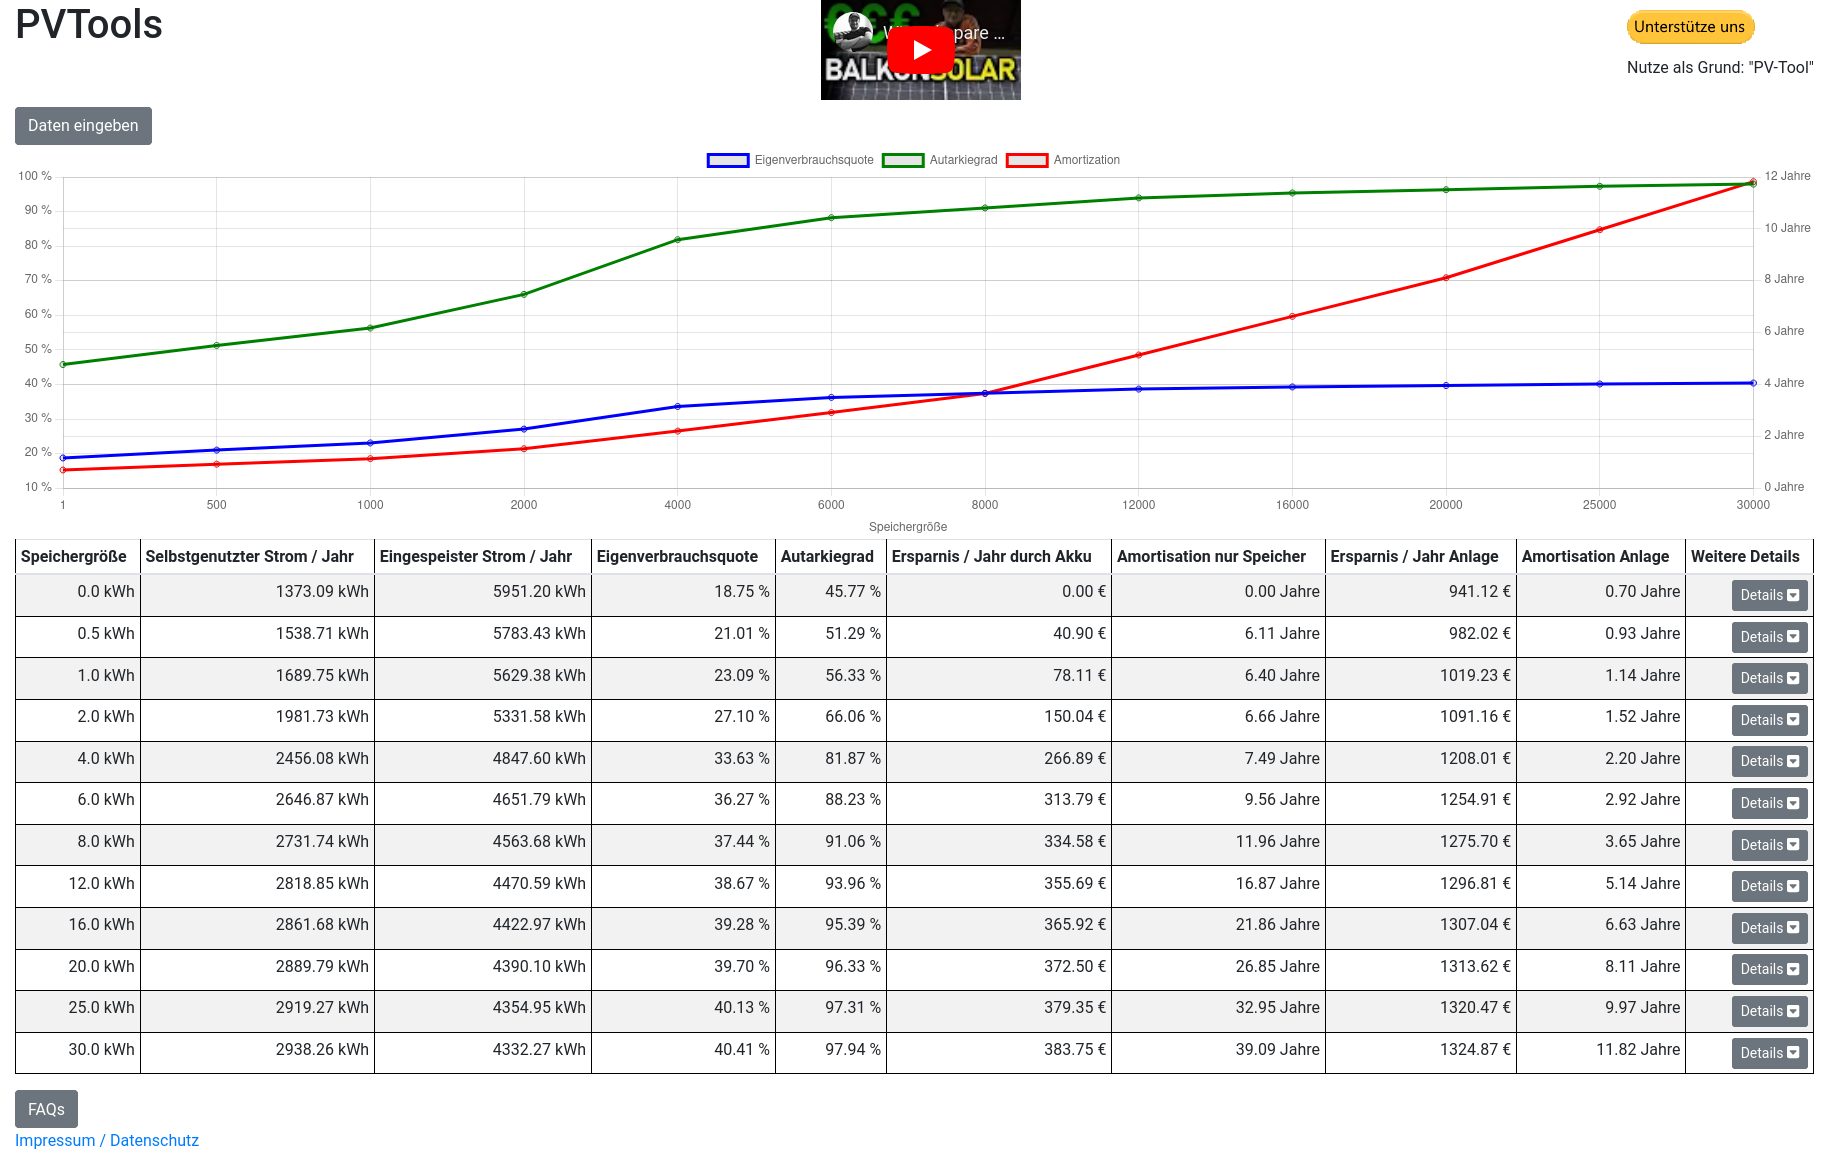 PVTools
BALKONSOLAR
Unterstütze uns
Nutze als Grund: "PV-Tool"
Daten eingeben
Eigenverbrauchsquote Autarkiegrad Amortization
100 % 12 Jahre
90 %
10 Jahre
80 %
70 % 8 Jahre
60 %
6 Jahre
50 %
40 % 4 Jahre
30 %
2 Jahre
20 %
10 % 0 Jahre
1 500 1000 2000 4000 6000 8000 12000 16000 20000 25000 30000
Speichergröße
Speichergröße Selbstgenutzter Strom / Jahr Eingespeister Strom / Jahr Eigenverbrauchsquote Autarkiegrad Ersparnis / Jahr durch Akku Amortisation nur Speicher Ersparnis / Jahr Anlage Amortisation Anlage Weitere Details
0.0 kWh 1373.09 kWh 5951.20 kWh 18.75 % 45.77 % 0.00 € 0.00 Jahre 941.12 € 0.70 Jahre Details
0.5 kWh 1538.71 kWh 5783.43 kWh 21.01 % 51.29 % 40.90 € 6.11 Jahre 982.02 € 0.93 Jahre Details
1.0 kWh 1689.75 kWh 5629.38 kWh 23.09 % 56.33 % 78.11 € 6.40 Jahre 1019.23 € 1.14 Jahre Details
2.0 kWh 1981.73 kWh 5331.58 kWh 27.10 % 66.06 % 150.04 € 6.66 Jahre 1091.16 € 1.52 Jahre Details
4.0 kWh 2456.08 kWh 4847.60 kWh 33.63 % 81.87 % 266.89 € 7.49 Jahre 1208.01 € 2.20 Jahre Details
6.0 kWh 2646.87 kWh 4651.79 kWh 36.27 % 88.23 % 313.79 € 9.56 Jahre 1254.91 € 2.92 Jahre Details
8.0 kWh 2731.74 kWh 4563.68 kWh 37.44 % 91.06 % 334.58 € 11.96 Jahre 1275.70 € 3.65 Jahre Details
12.0 kWh 2818.85 kWh 4470.59 kWh 38.67 % 93.96 % 355.69 € 16.87 Jahre 1296.81 € 5.14 Jahre Details
16.0 kWh 2861.68 kWh 4422.97 kWh 39.28 % 95.39 % 365.92 € 21.86 Jahre 1307.04 € 6.63 Jahre Details
20.0 kWh 2889.79 kWh 4390.10 kWh 39.70 % 96.33 % 372.50 € 26.85 Jahre 1313.62 € 8.11 Jahre Details
25.0 kWh 2919.27 kWh 4354.95 kWh 40.13 % 97.31 % 379.35 € 32.95 Jahre 1320.47 € 9.97 Jahre Details
30.0 kWh 2938.26 kWh 4332.27 kWh 40.41 % 97.94 % 383.75 € 39.09 Jahre 1324.87 € 11.82 Jahre Details
FAQs
Impressum / Datenschutz